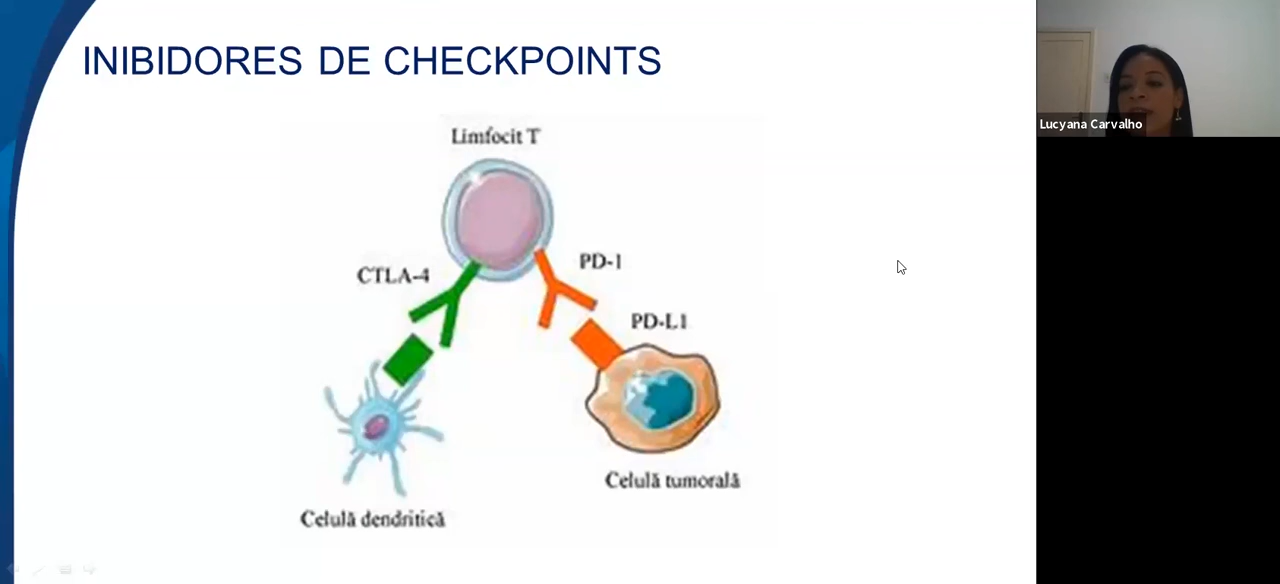 INIBIDORES DE CHECKPOINTS
Lucyana Carvalho
Limfocit T
CTLA-4
PD-1
PD-L1
Celulă tumorală
Celulă dendritică